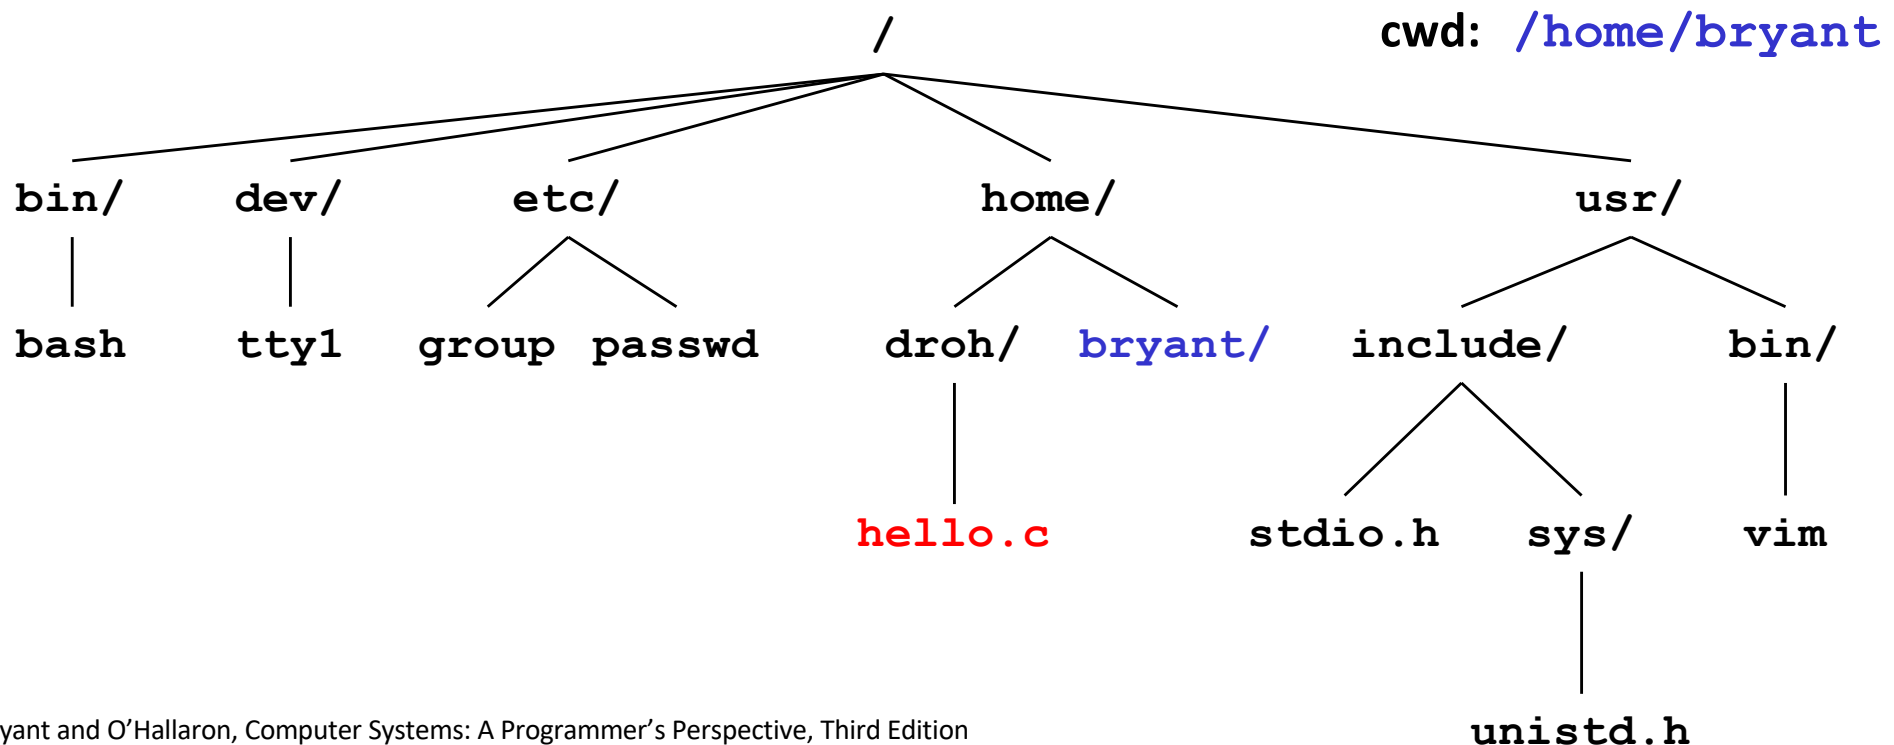 /
cwd: /home/bryant
bin/ dev/ etc/ home/ usr/
bash tty1 group passwd droh/ bryant/ include/ bin/
hello.c stdio.h sys/ vim
unistd.h
yant and O’Hallaron, Computer Systems: A Programmer’s Perspective, Third Edition